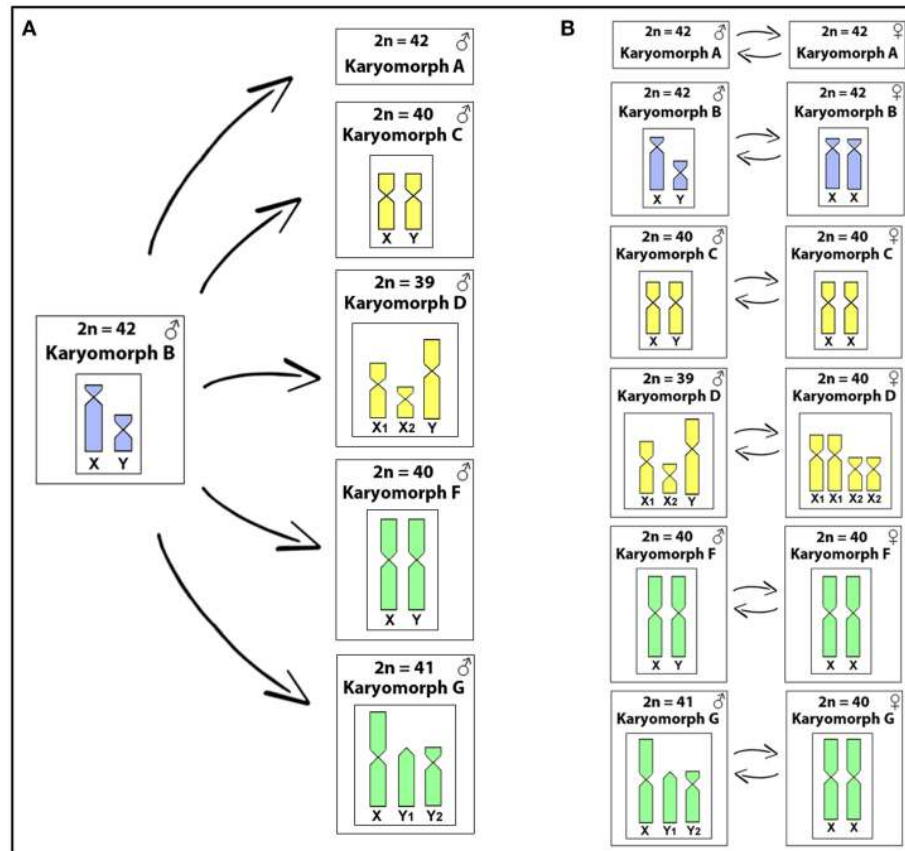 A
2n = 42 ♂
Karyomorph A
2n = 40 ♂
Karyomorph C
X Y
2n = 39 ♂
Karyomorph D
X1 X2 Y
2n = 42 ♂
Karyomorph B
X Y
2n = 40 ♂
Karyomorph F
X Y
2n = 41 ♂
Karyomorph G
X Y1 Y2
B
2n = 42 ♂
Karyomorph A
2n = 42 ♀
Karyomorph A
2n = 42 ♂
Karyomorph B
X Y
2n = 42 ♀
Karyomorph B
X X
2n = 40 ♂
Karyomorph C
X Y
2n = 40 ♀
Karyomorph C
X X
2n = 39 ♂
Karyomorph D
X1 X2 Y
2n = 40 ♀
Karyomorph D
X1 X1 X2 X2
2n = 40 ♂
Karyomorph F
X Y
2n = 40 ♀
Karyomorph F
X X
2n = 41 ♂
Karyomorph G
X Y1 Y2
2n = 40 ♀
Karyomorph G
X X